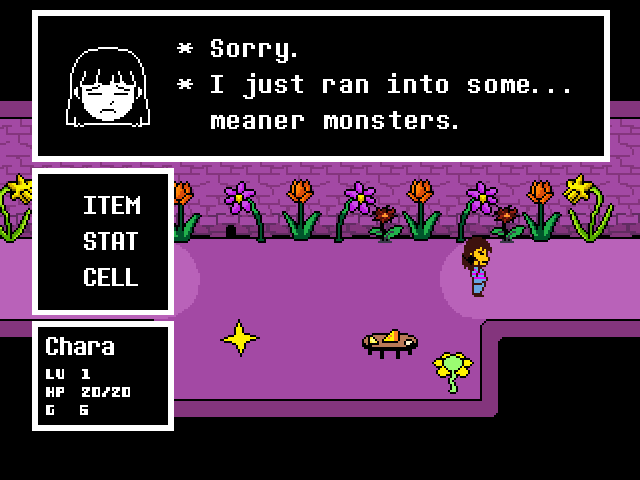 * Sorry.
* I just ran into some...
meaner monsters.
ITEM
STAT
CELL
Chara
LV 1
HP 20/20
G 6